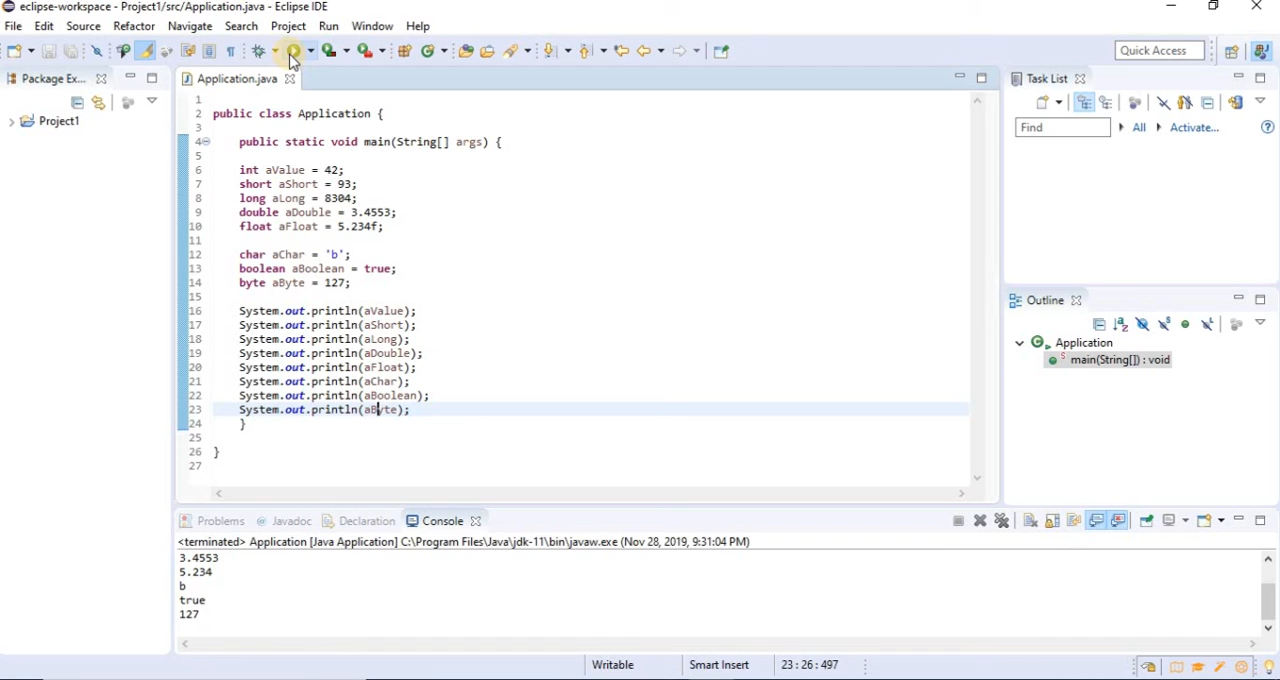 eclipse-workspace - Project1/src/Application.java - Eclipse IDE
File Edit Source Refactor Navigate Search Project Run Window Help
Quick Access
Package Ex...
Project1
Application.java
1
2 public class Application {
3
4 public static void main(String[] args) {
5
6 int aValue = 42;
7 short aShort = 93;
8 long aLong = 8304;
9 double aDouble = 3.4553;
10 float aFloat = 5.234f;
11
12 char aChar = 'b';
13 boolean aBoolean = true;
14 byte aByte = 127;
15
16 System.out.println(aValue);
17 System.out.println(aShort);
18 System.out.println(aLong);
19 System.out.println(aDouble);
20 System.out.println(aFloat);
21 System.out.println(aChar);
22 System.out.println(aBoolean);
23 System.out.println(aByte);
24 }
25
26 }
27
Task List
Find All Activate...
Outline
Application
main(String[]) : void
Problems Javadoc Declaration Console
<terminated> Application [Java Application] C:\Program Files\Java\jdk-11\bin\javaw.exe (Nov 28, 2019, 9:31:04 PM)
3.4553
5.234
b
true
127
Writable Smart Insert 23 : 26 : 497